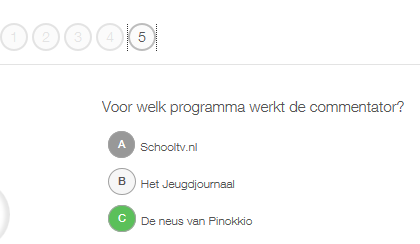 1 2 3 4 5
Voor welk programma werkt de commentator?
A Schooltv.nl
B Het Jeugdjournaal
C De neus van Pinokkio